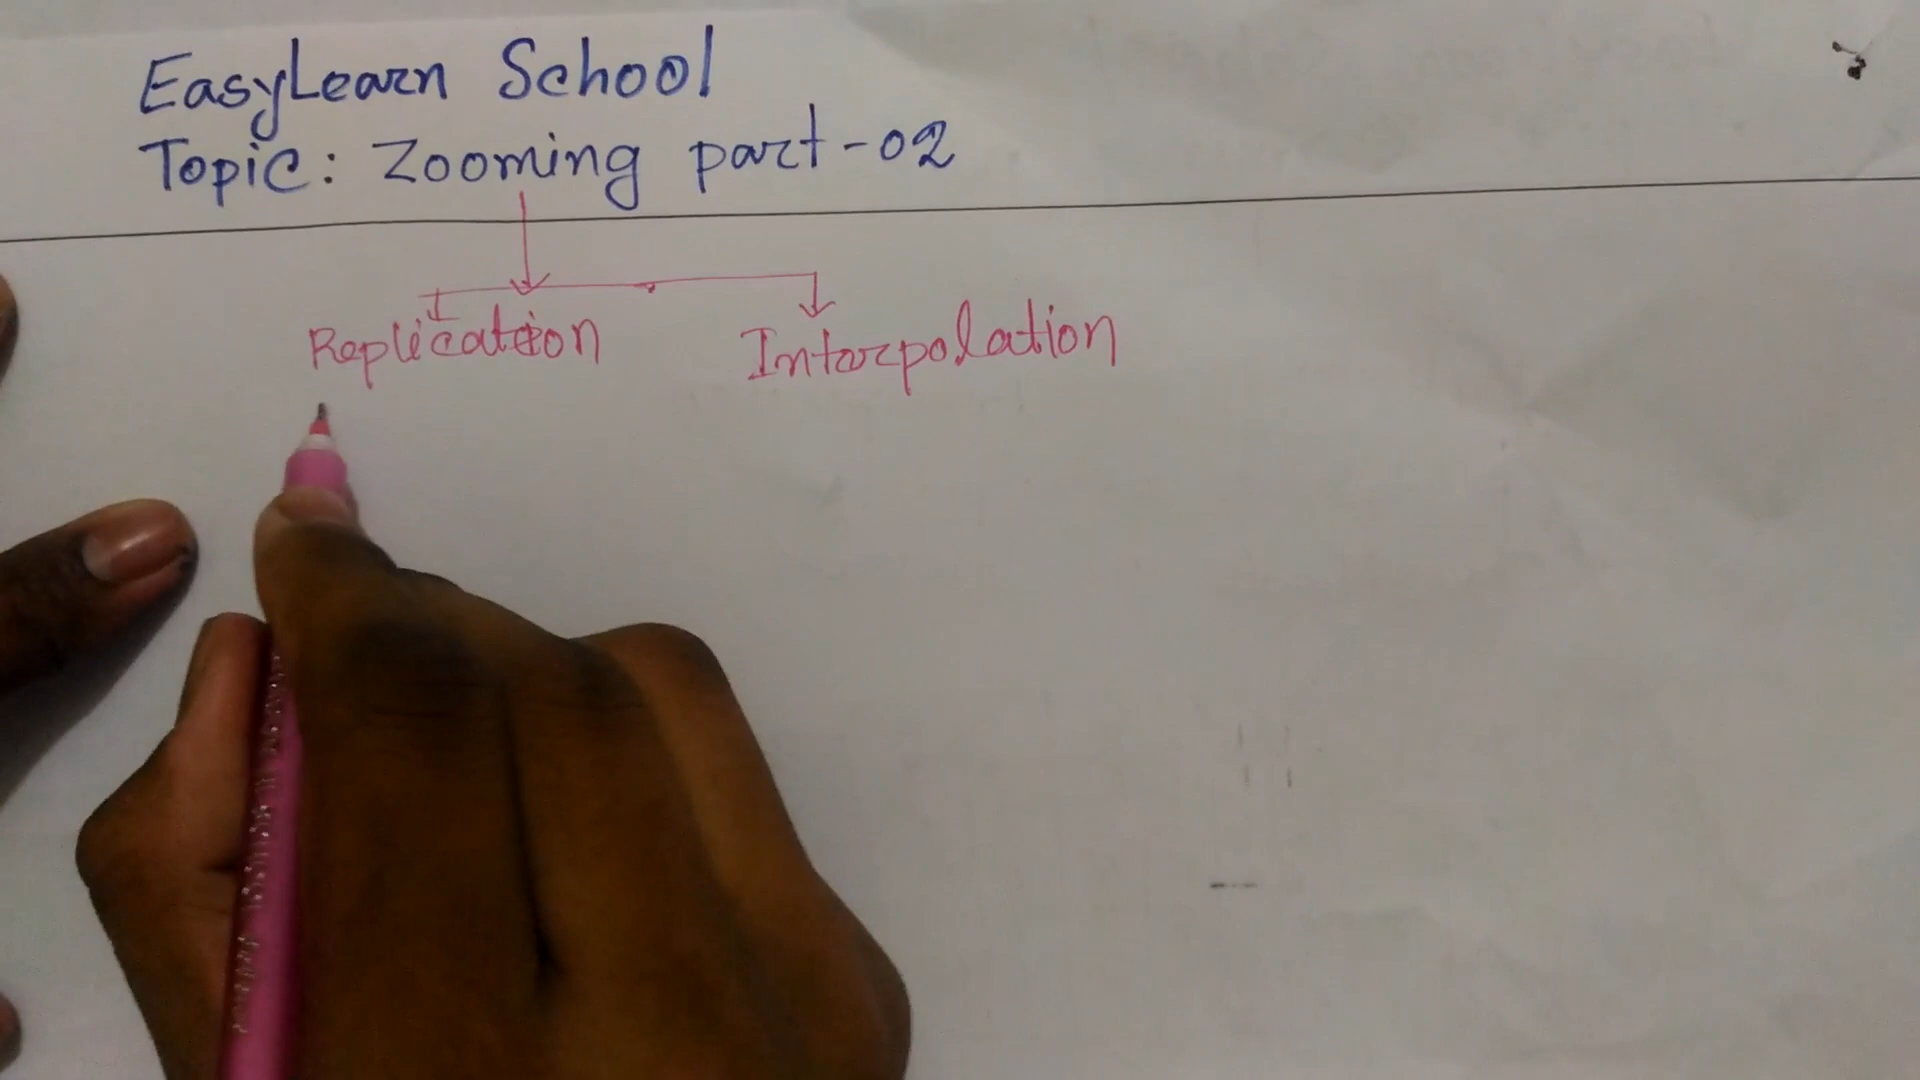 EasyLearn School
Topic: Zooming part-02
Replication Interpolation